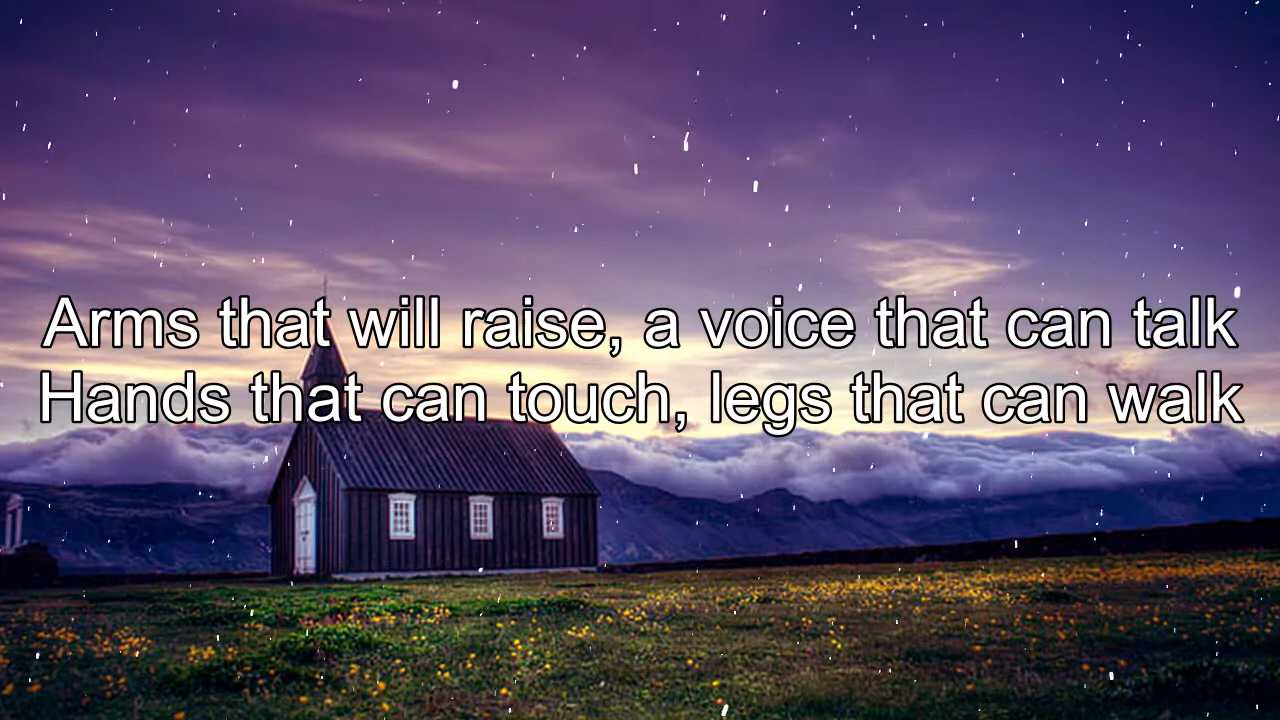 Arms that will raise, a voice that can talk
Hands that can touch, legs that can walk